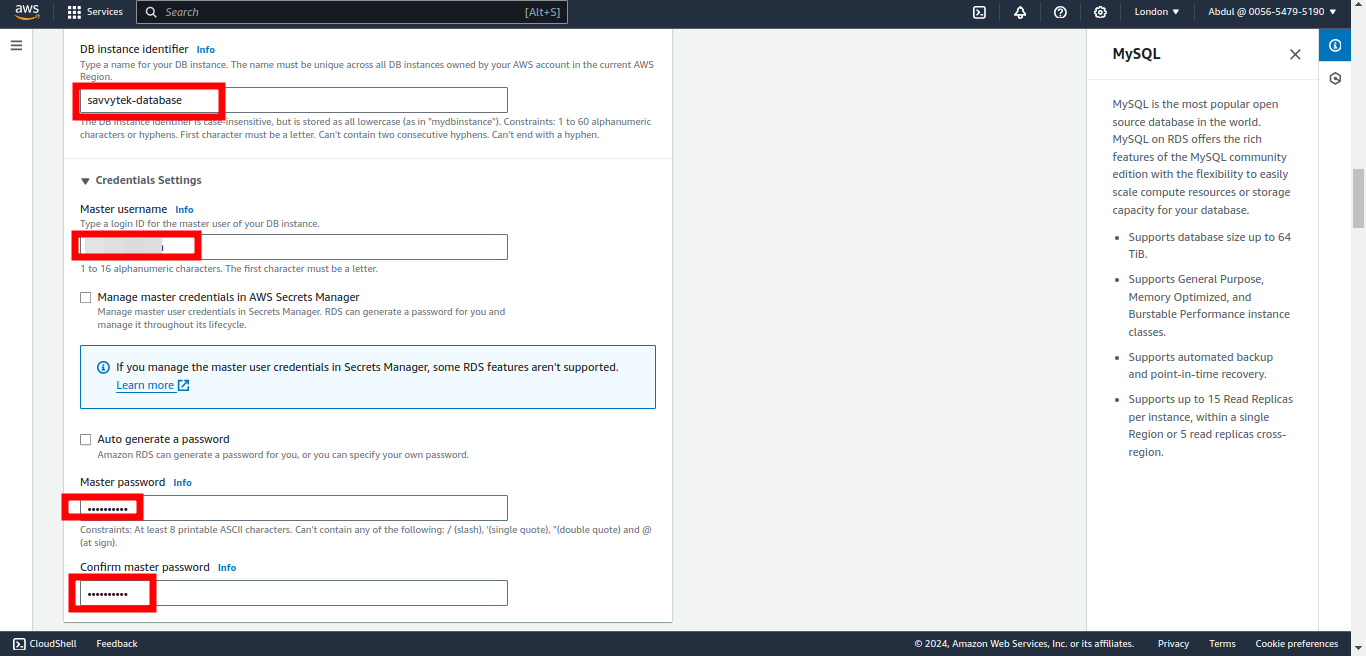 aws
Services
Search
[Alt+S]
London
Abdul @ 0056-5479-5190
DB instance identifier Info
Type a name for your DB instance. The name must be unique across all DB instances owned by your AWS account in the current AWS
Region.
savvytek-database
The DB instance identifier is case-insensitive, but is stored as all lowercase (as in "mydbinstance"). Constraints: 1 to 60 alphanumeric
characters or hyphens. First character must be a letter. Can't contain two consecutive hyphens. Can't end with a hyphen.
Credentials Settings
Master username Info
Type a login ID for the master user of your DB instance.
1 to 16 alphanumeric characters. The first character must be a letter.
Manage master credentials in AWS Secrets Manager
Manage master user credentials in Secrets Manager. RDS can generate a password for you and
manage it throughout its lifecycle.
If you manage the master user credentials in Secrets Manager, some RDS features aren't supported.
Learn more
Auto generate a password
Amazon RDS can generate a password for you, or you can specify your own password.
Master password Info
••••••••••
Constraints: At least 8 printable ASCII characters. Can't contain any of the following: / (slash), '(single quote), "(double quote) and @
(at sign).
Confirm master password Info
••••••••••
MySQL
MySQL is the most popular open
source database in the world.
MySQL on RDS offers the rich
features of the MySQL community
edition with the flexibility to easily
scale compute resources or storage
capacity for your database.
• Supports database size up to 64
TiB.
• Supports General Purpose,
Memory Optimized, and
Burstable Performance instance
classes.
• Supports automated backup
and point-in-time recovery.
• Supports up to 15 Read Replicas
per instance, within a single
Region or 5 read replicas cross-
region.
CloudShell
Feedback
© 2024, Amazon Web Services, Inc. or its affiliates.
Privacy
Terms
Cookie preferences